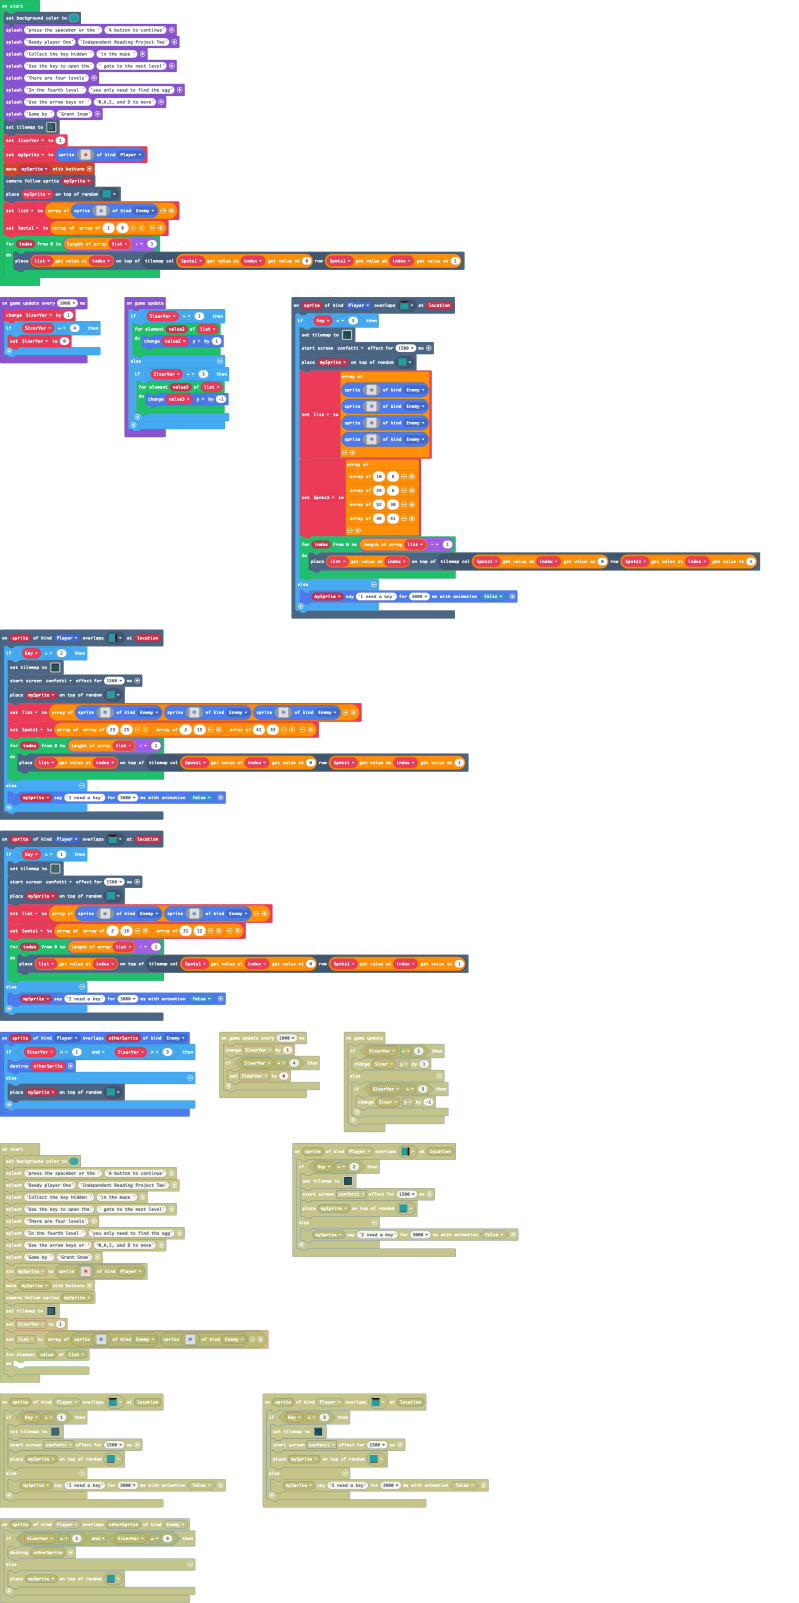 on start
set background color to
splash "press the spacebar or the " "A button to continue"
splash "Ready player One" "Independent Reading Project Two"
splash "Collect the key hidden " "in the maze "
splash "Use the key to open the " " gate to the next level"
splash "There are four levels"
splash "In the fourth level " "you only need to find the egg"
splash "Use the arrow keys or " "W,A,S, and D to move"
splash "Game by " "Grant Snow"
set tilemap to
set SixerVer to 1
set mySprite to sprite of kind Player
move mySprite with buttons
camera follow sprite mySprite
place mySprite on top of random
set list to array of sprite of kind Enemy
set Spots1 to array of array of 1 8
for index from 0 to length of array list - 1
do place list get value at index on top of tilemap col Spots1 get value at index get value at 0 row Spots1 get value at index get value at 1
on game update every 1000 ms
change SixerVer by 1
if SixerVer = 4 then
set SixerVer to 0
on game update
if SixerVer = 1 then
for element value2 of list
do change value2 y by 1
else
if SixerVer = 3 then
for element value3 of list
do change value3 y by -1
on sprite of kind Player overlaps at location
if Key = 3 then
set tilemap to
start screen confetti effect for 1500 ms
place mySprite on top of random
set list to array of
sprite of kind Enemy
sprite of kind Enemy
sprite of kind Enemy
sprite of kind Enemy
set Spots1 to array of
array of 10 8
array of 29 6
array of 52 30
array of 39 41
for index from 0 to length of array list - 1
do place list get value at index on top of tilemap col Spots1 get value at index get value at 0 row Spots1 get value at index get value at 1
else
mySprite say "I need a key" for 3000 ms with animation false
on sprite of kind Player overlaps at location
if Key = 2 then
set tilemap to
start screen confetti effect for 1500 ms
place mySprite on top of random
set list to array of sprite of kind Enemy sprite of kind Enemy sprite of kind Enemy
set Spots1 to array of array of 23 25 array of 2 15 array of 41 33
for index from 0 to length of array list - 1
do place list get value at index on top of tilemap col Spots1 get value at index get value at 0 row Spots1 get value at index get value at 1
else
mySprite say "I need a key" for 3000 ms with animation false
on sprite of kind Player overlaps at location
if Key = 1 then
set tilemap to
start screen confetti effect for 1500 ms
place mySprite on top of random
set list to array of sprite of kind Enemy sprite of kind Enemy
set Spots1 to array of array of 2 16 array of 31 12
for index from 0 to length of array list - 1
do place list get value at index on top of tilemap col Spots1 get value at index get value at 0 row Spots1 get value at index get value at 1
else
mySprite say "I need a key" for 3000 ms with animation false
on sprite of kind Player overlaps otherSprite of kind Enemy
if SixerVer = 1 and SixerVer = 3 then
destroy otherSprite
else
place mySprite on top of random
on game update every 1000 ms
change SixerVer by 1
if SixerVer = 4 then
set SixerVer to 0
on game update
if SixerVer = 1 then
change Sixer y by 1
else
if SixerVer = 3 then
change Sixer y by -1
on start
set background color to
splash "press the spacebar or the " "A button to continue"
splash "Ready player One" "Independent Reading Project Two"
splash "Collect the key hidden " "in the maze "
splash "Use the key to open the " " gate to the next level"
splash "There are four levels"
splash "In the fourth level " "you only need to find the egg"
splash "Use the arrow keys or " "W,A,S, and D to move"
splash "Game by " "Grant Snow"
set mySprite to sprite of kind Player
move mySprite with buttons
camera follow sprite mySprite
set tilemap to
set SixerVer to 1
set list to array of sprite of kind Enemy sprite of kind Enemy
for element value of list
do
on sprite of kind Player overlaps at location
if Key = 2 then
set tilemap to
start screen confetti effect for 1500 ms
place mySprite on top of random
else
mySprite say "I need a key" for 3000 ms with animation false
on sprite of kind Player overlaps at location
if Key = 1 then
set tilemap to
start screen confetti effect for 1500 ms
place mySprite on top of random
else
mySprite say "I need a key" for 3000 ms with animation false
on sprite of kind Player overlaps at location
if Key = 3 then
set tilemap to
start screen confetti effect for 1500 ms
place mySprite on top of random
else
mySprite say "I need a key" for 3000 ms with animation false
on sprite of kind Player overlaps otherSprite of kind Enemy
if SixerVer = 1 and SixerVer = 3 then
destroy otherSprite
else
place mySprite on top of random